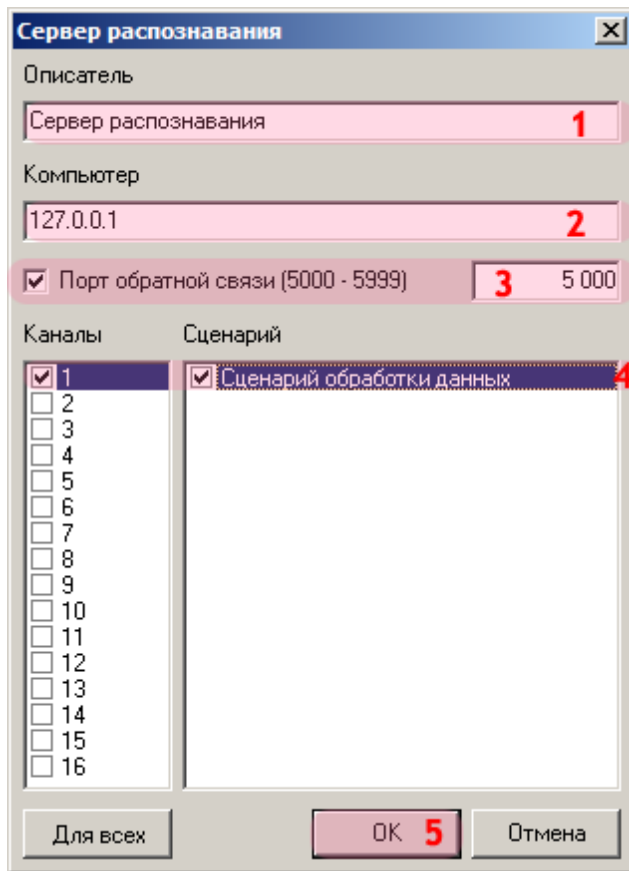 Сервер распознавания
Описатель
Сервер распознавания 1
Компьютер
127.0.0.1 2
Порт обратной связи (5000 - 5999) 3 5 000
Каналы Сценарий
1 Сценарий обработки данных 4
2
3
4
5
6
7
8
9
10
11
12
13
14
15
16
Для всех OK 5 Отмена